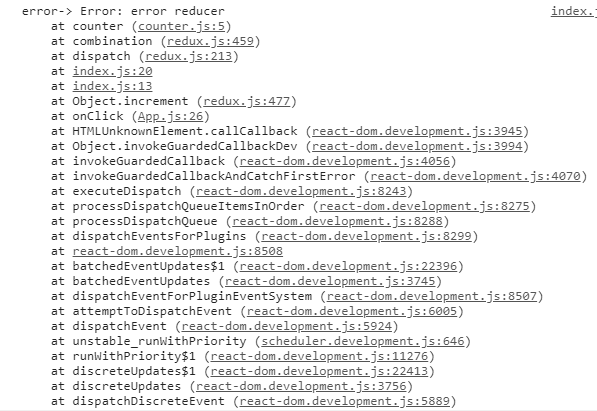 error-> Error: error reducer index.j
at counter (counter.js:5)
at combination (redux.js:459)
at dispatch (redux.js:213)
at index.js:20
at index.js:13
at Object.increment (redux.js:477)
at onClick (App.js:26)
at HTMLUnknownElement.callCallback (react-dom.development.js:3945)
at Object.invokeGuardedCallbackDev (react-dom.development.js:3994)
at invokeGuardedCallback (react-dom.development.js:4056)
at invokeGuardedCallbackAndCatchFirstError (react-dom.development.js:4070)
at executeDispatch (react-dom.development.js:8243)
at processDispatchQueueItemsInOrder (react-dom.development.js:8275)
at processDispatchQueue (react-dom.development.js:8288)
at dispatchEventsForPlugins (react-dom.development.js:8299)
at react-dom.development.js:8508
at batchedEventUpdates$1 (react-dom.development.js:22396)
at batchedEventUpdates (react-dom.development.js:3745)
at dispatchEventForPluginEventSystem (react-dom.development.js:8507)
at attemptToDispatchEvent (react-dom.development.js:6005)
at dispatchEvent (react-dom.development.js:5924)
at unstable_runWithPriority (scheduler.development.js:646)
at runWithPriority$1 (react-dom.development.js:11276)
at discreteUpdates$1 (react-dom.development.js:22413)
at discreteUpdates (react-dom.development.js:3756)
at dispatchDiscreteEvent (react-dom.development.js:5889)